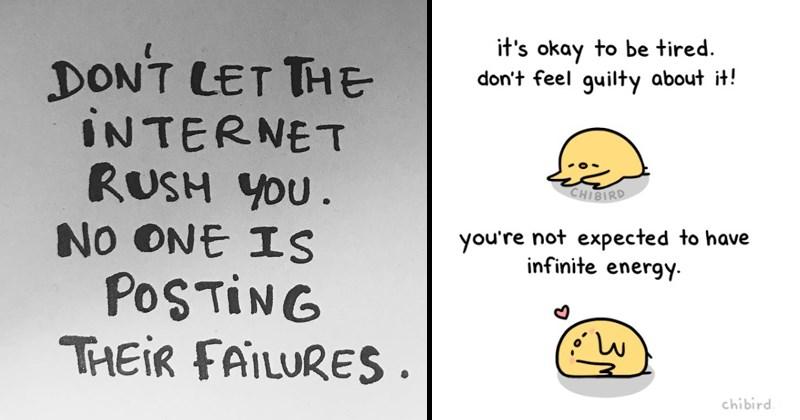 DON'T LET THE
INTERNET
RUSH YOU.
NO ONE IS
POSTING
THEIR FAILURES.
it's okay to be tired.
don't feel guilty about it!
CHIBIRD
you're not expected to have
infinite energy.
chibird